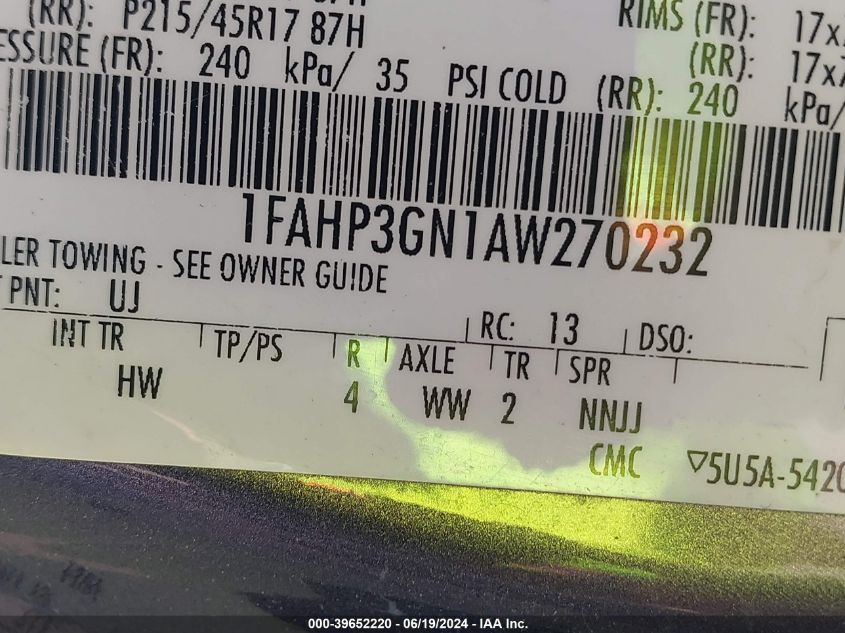 (RR): P215/45R17 87H RIMS (FR): 17x
(RR): 17x7
ESSURE (FR): 240 kPa/ 35 PSI COLD (RR): 240 kPa/
1FAHP3GN1AW270232
LER TOWING - SEE OWNER GUIDE
PNT: UJ RC: 13 DSO:
INT TR TP/PS R AXLE TR SPR
HW 4 WW 2 NNJJ
CMC ▽5U5A-5420
000-39652220 - 06/19/2024 - IAA Inc.